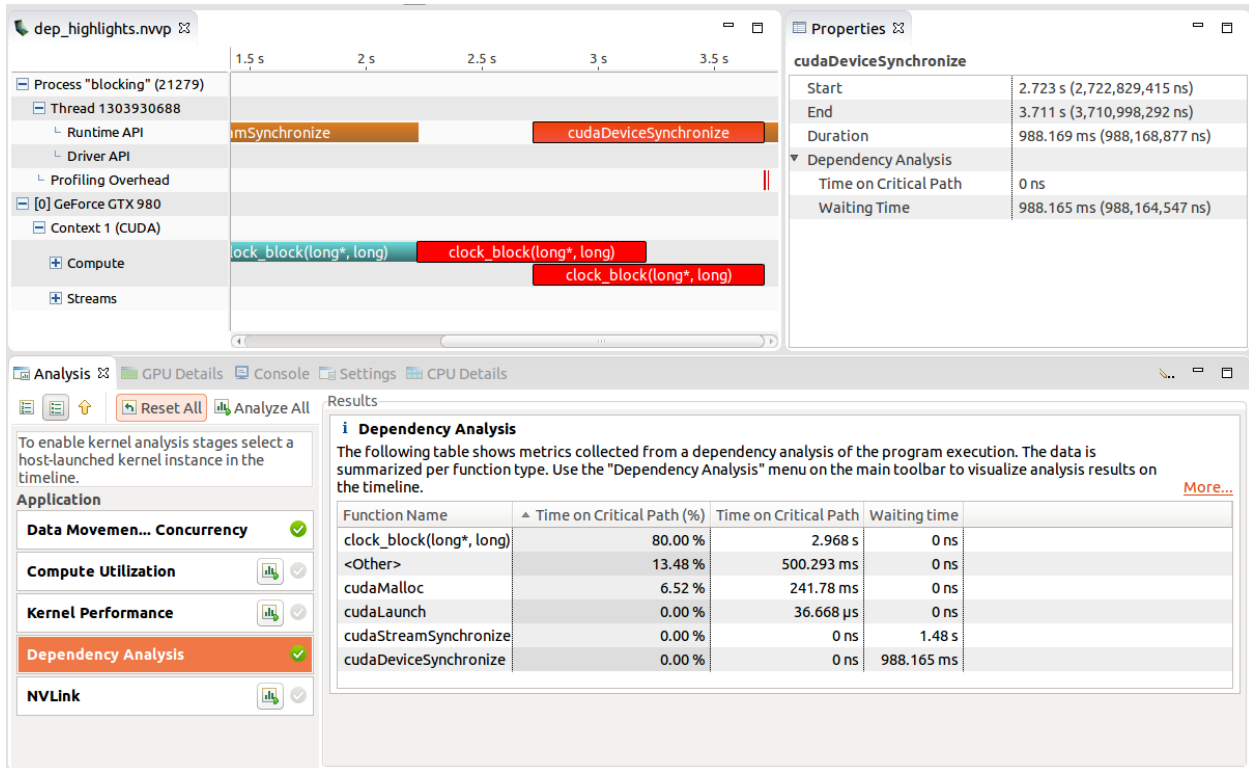 dep_highlights.nvvp
1.5 s 2 s 2.5 s 3 s 3.5 s
Process "blocking" (21279)
Thread 1303930688
Runtime API
mSynchronize
cudaDeviceSynchronize
Driver API
Profiling Overhead
[0] GeForce GTX 980
Context 1 (CUDA)
Compute
lock_block(long*, long)
clock_block(long*, long)
clock_block(long*, long)
Streams
Properties
cudaDeviceSynchronize
Start 2.723 s (2,722,829,415 ns)
End 3.711 s (3,710,998,292 ns)
Duration 988.169 ms (988,168,877 ns)
Dependency Analysis
Time on Critical Path 0 ns
Waiting Time 988.165 ms (988,164,547 ns)
Analysis GPU Details Console Settings CPU Details
Reset All Analyze All
To enable kernel analysis stages select a
host-launched kernel instance in the
timeline.
Application
Data Movemen... Concurrency
Compute Utilization
Kernel Performance
Dependency Analysis
NVLink
Results
i Dependency Analysis
The following table shows metrics collected from a dependency analysis of the program execution. The data is
summarized per function type. Use the "Dependency Analysis" menu on the main toolbar to visualize analysis results on
the timeline.
More...
Function Name Time on Critical Path (%) Time on Critical Path Waiting time
clock_block(long*, long) 80.00 % 2.968 s 0 ns
<Other> 13.48 % 500.293 ms 0 ns
cudaMalloc 6.52 % 241.78 ms 0 ns
cudaLaunch 0.00 % 36.668 µs 0 ns
cudaStreamSynchronize 0.00 % 0 ns 1.48 s
cudaDeviceSynchronize 0.00 % 0 ns 988.165 ms